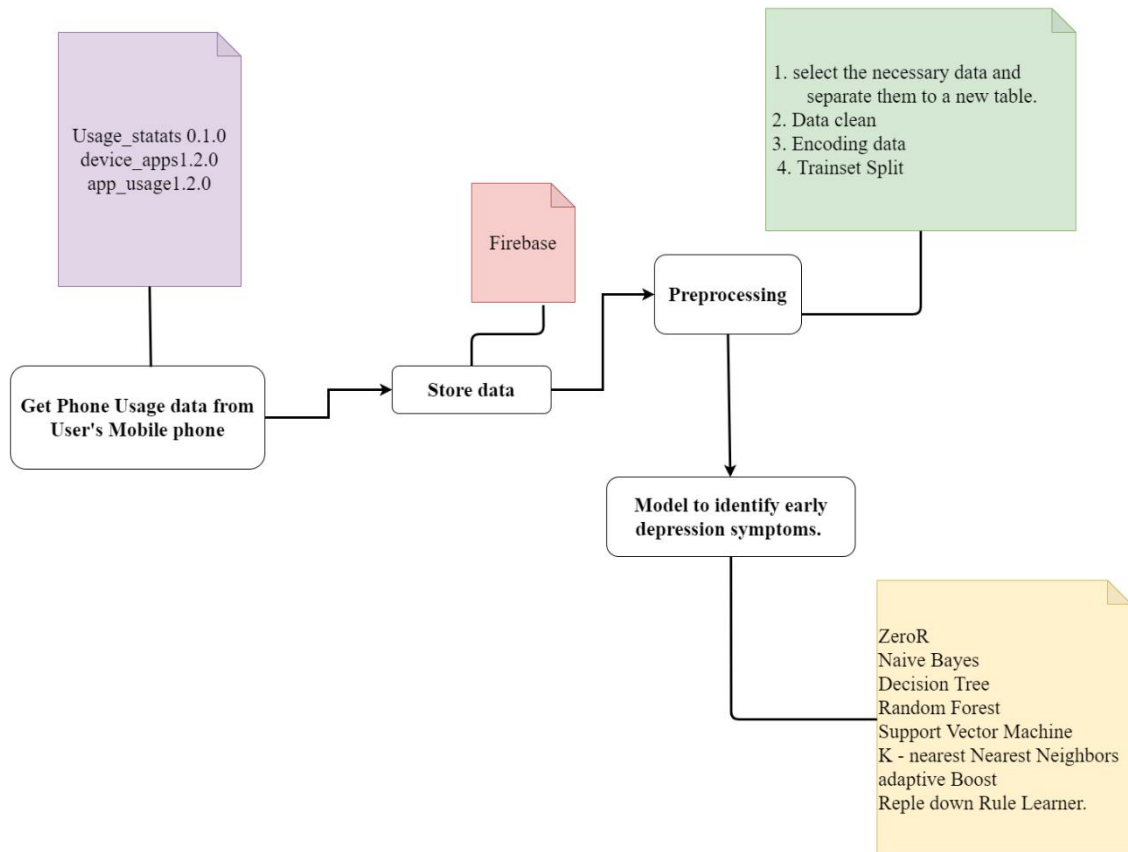 Usage_statats 0.1.0
device_apps1.2.0
app_usage1.2.0
Get Phone Usage data from
User's Mobile phone
Firebase
Store data
Preprocessing
1. select the necessary data and
separate them to a new table.
2. Data clean
3. Encoding data
4. Trainset Split
Model to identify early
depression symptoms.
ZeroR
Naive Bayes
Decision Tree
Random Forest
Support Vector Machine
K - nearest Nearest Neighbors
adaptive Boost
Reple down Rule Learner.